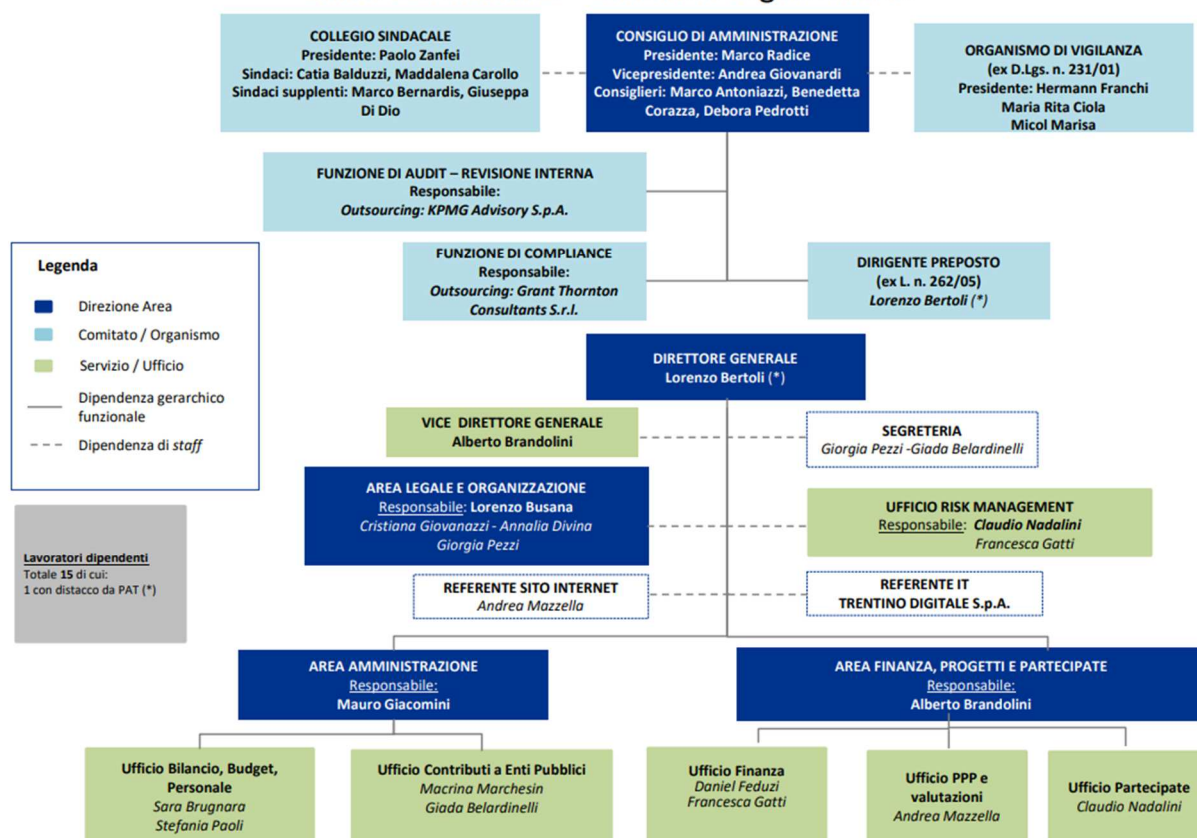 COLLEGIO SINDACALE
Presidente: Paolo Zanfei
Sindaci: Catia Balduzzi, Maddalena Carollo
Sindaci supplenti: Marco Bernardis, Giuseppa
Di Dio
CONSIGLIO DI AMMINISTRAZIONE
Presidente: Marco Radice
Vicepresidente: Andrea Giovanardi
Consiglieri: Marco Antoniazzi, Benedetta
Corazza, Debora Pedrotti
ORGANISMO DI VIGILANZA
(ex D.Lgs. n. 231/01)
Presidente: Hermann Franchi
Maria Rita Ciola
Micol Marisa
FUNZIONE DI AUDIT – REVISIONE INTERNA
Responsabile:
Outsourcing: KPMG Advisory S.p.A.
FUNZIONE DI COMPLIANCE
Responsabile:
Outsourcing: Grant Thornton
Consultants S.r.l.
DIRIGENTE PREPOSTO
(ex L. n. 262/05)
Lorenzo Bertoli (*)
Legenda
Direzione Area
Comitato / Organismo
Servizio / Ufficio
Dipendenza gerarchico
funzionale
Dipendenza di staff
DIRETTORE GENERALE
Lorenzo Bertoli (*)
VICE DIRETTORE GENERALE
Alberto Brandolini
SEGRETERIA
Giorgia Pezzi -Giada Belardinelli
AREA LEGALE E ORGANIZZAZIONE
Responsabile: Lorenzo Busana
Cristiana Giovanazzi - Annalia Divina
Giorgia Pezzi
UFFICIO RISK MANAGEMENT
Responsabile: Claudio Nadalini
Francesca Gatti
Lavoratori dipendenti
Totale 15 di cui:
1 con distacco da PAT (*)
REFERENTE SITO INTERNET
Andrea Mazzella
REFERENTE IT
TRENTINO DIGITALE S.p.A.
AREA AMMINISTRAZIONE
Responsabile:
Mauro Giacomini
AREA FINANZA, PROGETTI E PARTECIPATE
Responsabile:
Alberto Brandolini
Ufficio Bilancio, Budget,
Personale
Sara Brugnara
Stefania Paoli
Ufficio Contributi a Enti Pubblici
Macrina Marchesin
Giada Belardinelli
Ufficio Finanza
Daniel Feduzi
Francesca Gatti
Ufficio PPP e
valutazioni
Andrea Mazzella
Ufficio Partecipate
Claudio Nadalini